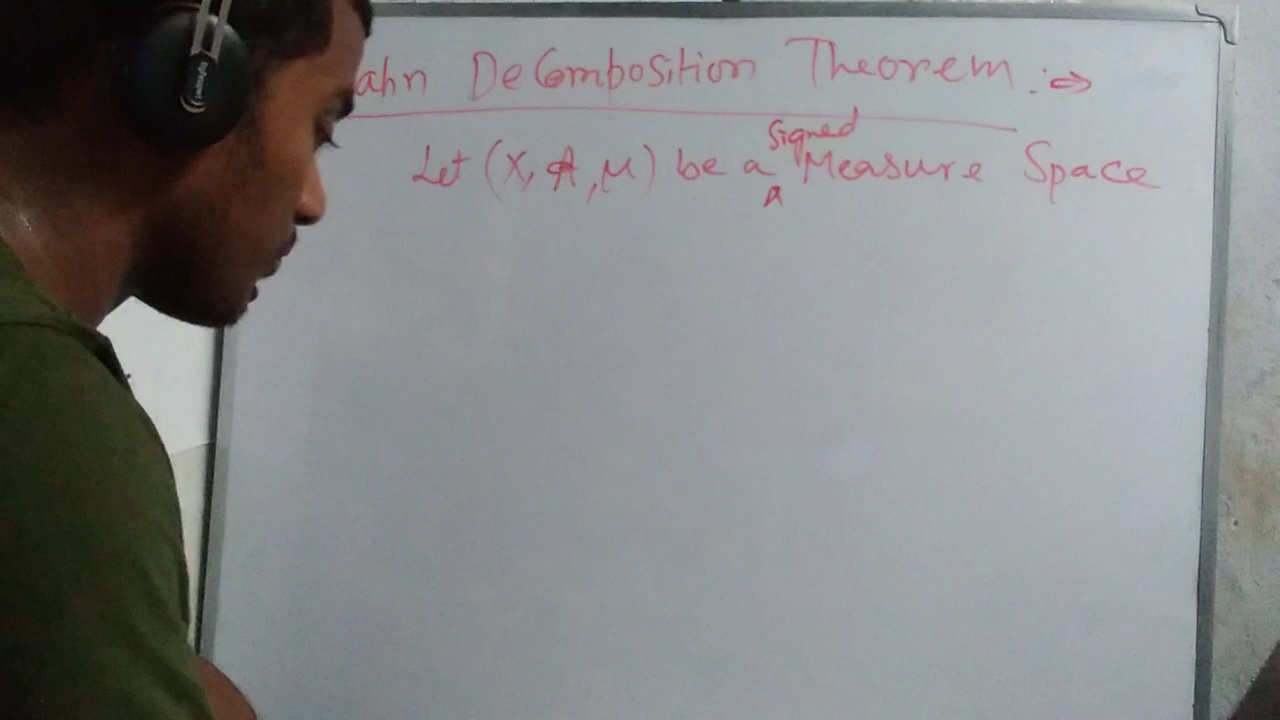 ahn DeComposition Theorem :⇒
Signed
Let (X, A, μ) be a ∧ Measure Space